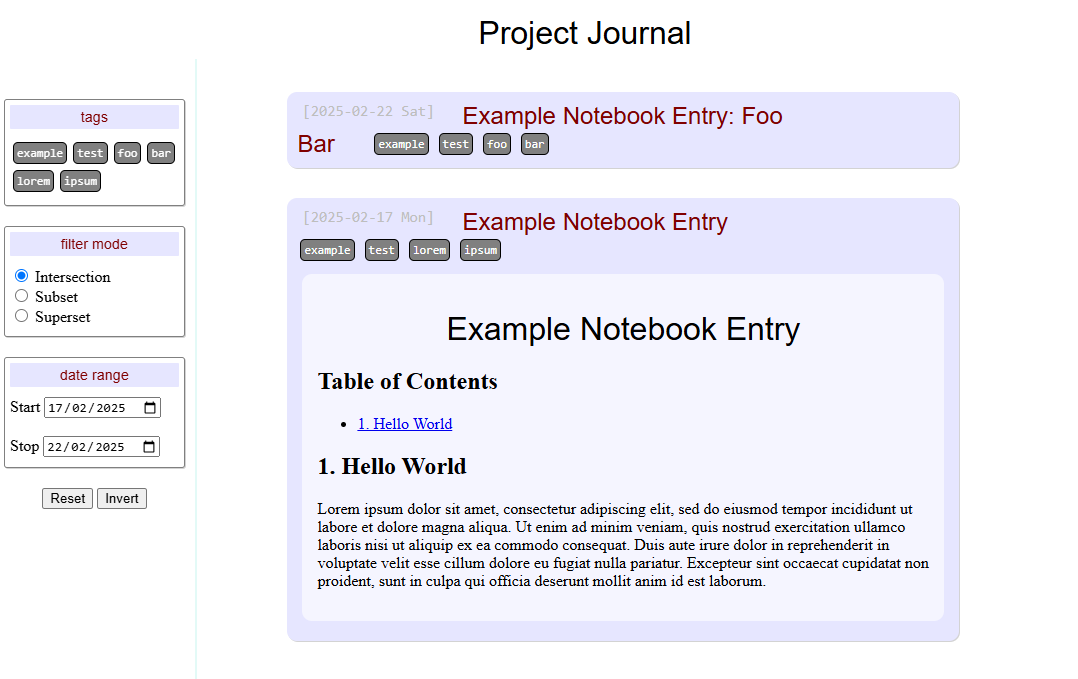 Project Journal
tags
example test foo bar
lorem ipsum
filter mode
Intersection
Subset
Superset
date range
Start 17/02/2025
Stop 22/02/2025
Reset Invert
[2025-02-22 Sat] Example Notebook Entry: Foo
Bar example test foo bar
[2025-02-17 Mon] Example Notebook Entry
example test lorem ipsum
Example Notebook Entry
Table of Contents
1. Hello World
1. Hello World
Lorem ipsum dolor sit amet, consectetur adipiscing elit, sed do eiusmod tempor incididunt ut
labore et dolore magna aliqua. Ut enim ad minim veniam, quis nostrud exercitation ullamco
laboris nisi ut aliquip ex ea commodo consequat. Duis aute irure dolor in reprehenderit in
voluptate velit esse cillum dolore eu fugiat nulla pariatur. Excepteur sint occaecat cupidatat non
proident, sunt in culpa qui officia deserunt mollit anim id est laborum.